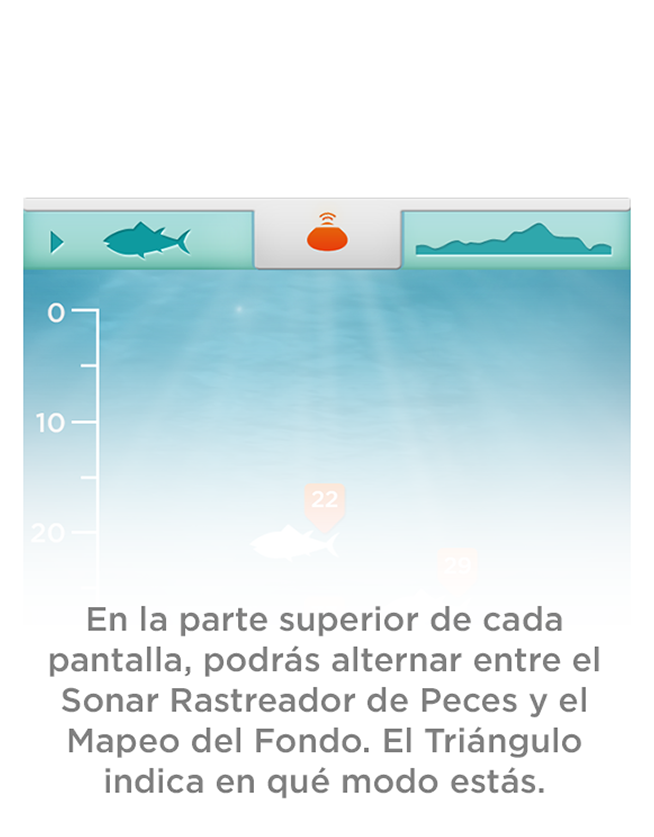 0
10
22
20
29
En la parte superior de cada
pantalla, podrás alternar entre el
Sonar Rastreador de Peces y el
Mapeo del Fondo. El Triángulo
indica en qué modo estás.